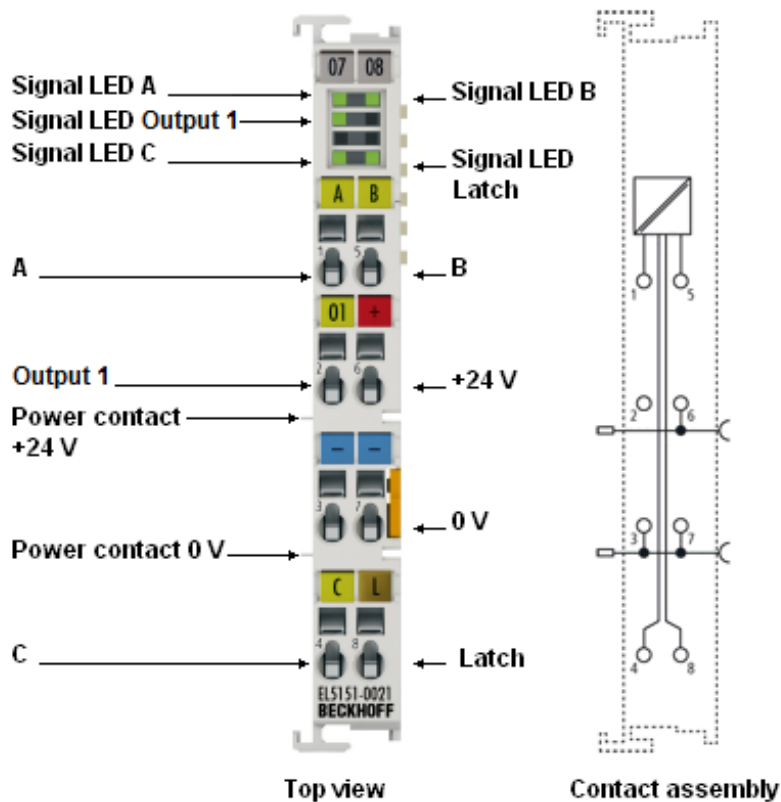 07 08
Signal LED A
Signal LED B
Signal LED Output 1
Signal LED C
Signal LED
Latch
A B
1 5
A
B
1 5
01 +
2 6
Output 1
+24 V
2 6
Power contact
+24 V
- -
3 7
0 V
3 7
Power contact 0 V
C L
4 8
C
Latch
4 8
EL5151-0021
BECKHOFF
Top view
Contact assembly